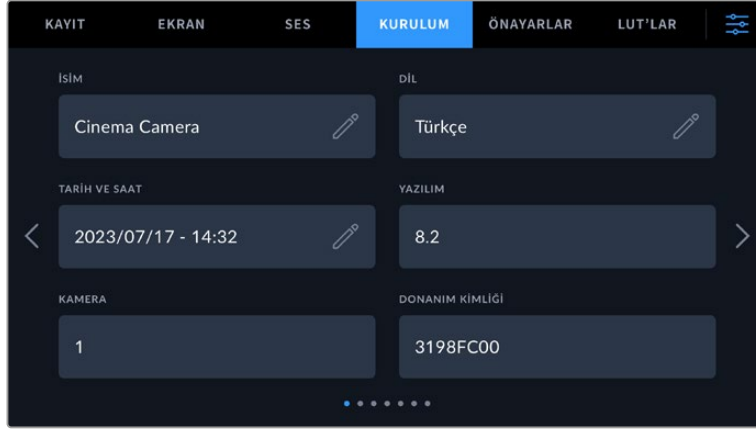 KAYIT EKRAN SES KURULUM ÖNAYARLAR LUT'LAR
İSİM DİL
Cinema Camera Türkçe
TARİH VE SAAT YAZILIM
2023/07/17 - 14:32 8.2
KAMERA DONANIM KİMLİĞİ
1 3198FC00